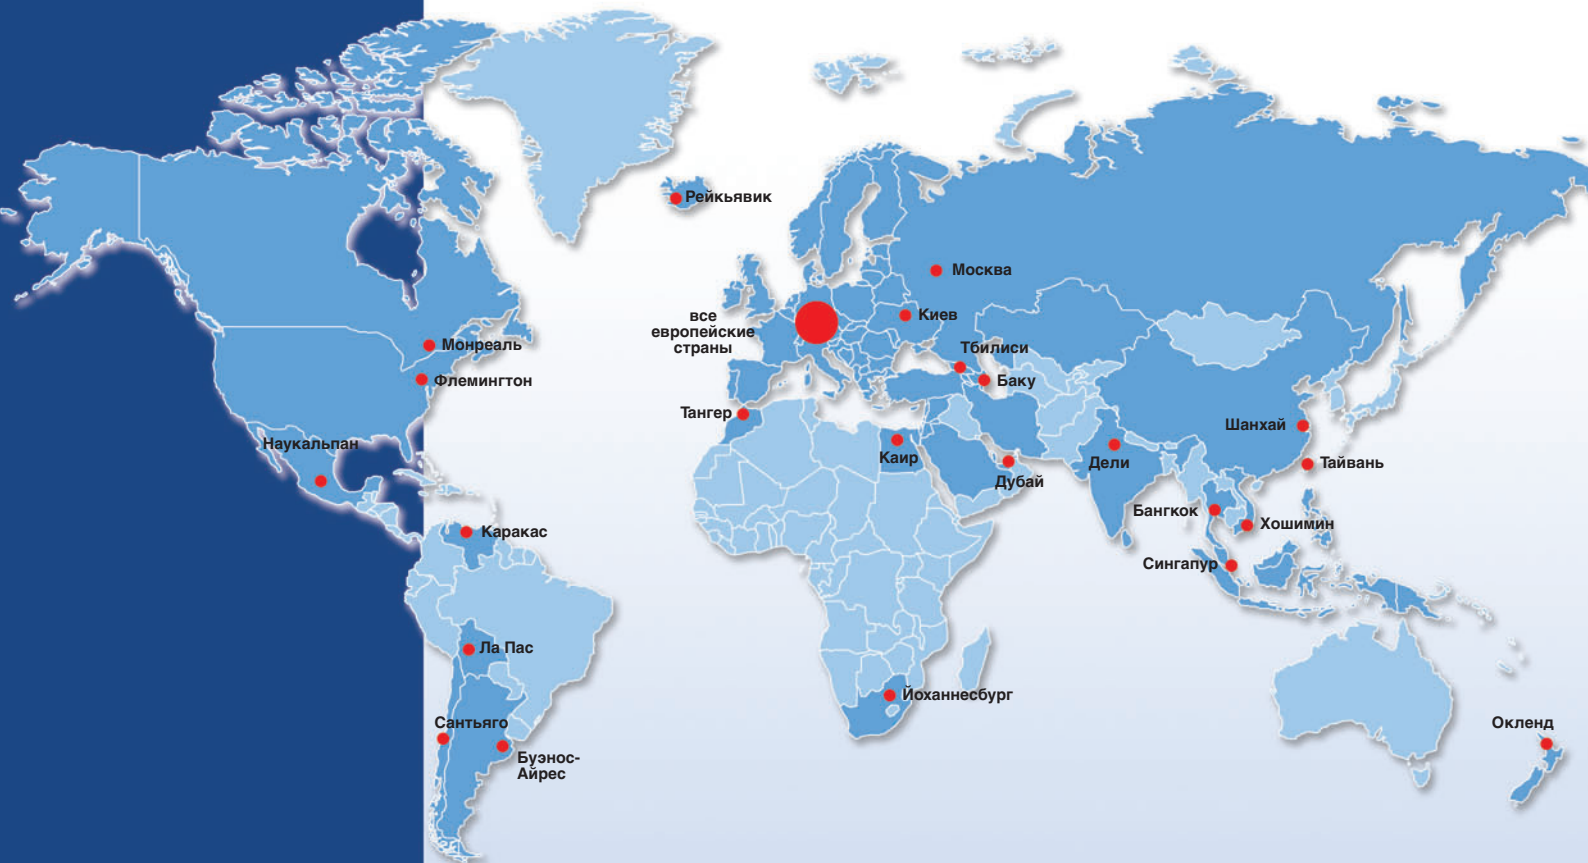 Рейкьявик
Москва
все
европейские
страны
Киев
Монреаль
Тбилиси
Флемингтон
Баку
Тангер
Шанхай
Наукальпан
Каир
Дели
Тайвань
Дубай
Бангкок
Хошимин
Каракас
Сингапур
Ла Пас
Йоханнесбург
Сантьяго
Окленд
Буэнос-
Айрес